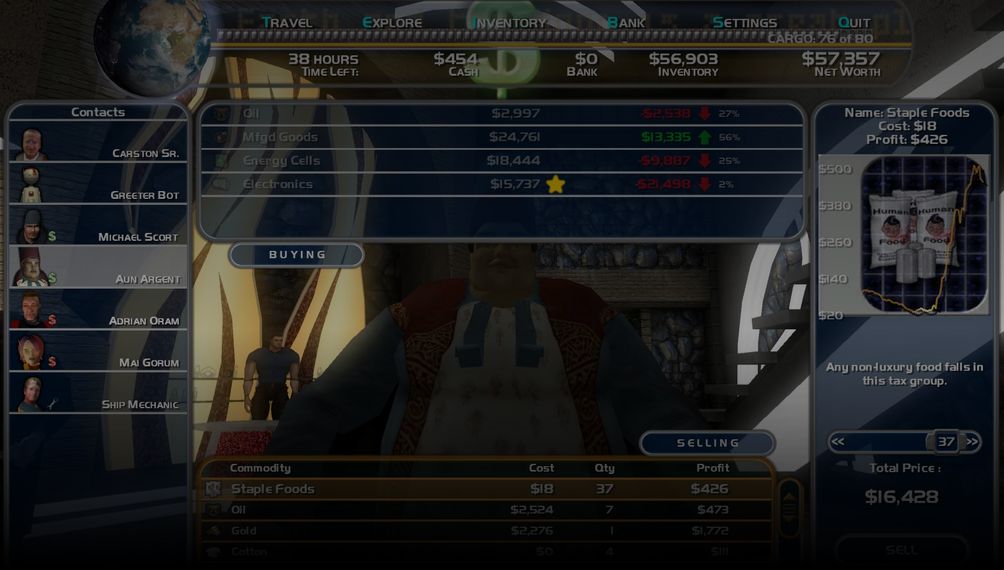 TRAVEL EXPLORE INVENTORY BANK SETTINGS QUIT
CARGO: 76 of 80
38 HOURS $454 $0 $56,903 $57,357
TIME LEFT: CASH BANK INVENTORY NET WORTH
Contacts
CARSTON SR.
GREETER BOT
MICHAEL SCORT
$
AUN ARGENT
$
ADRIAN ORAM
$
MAI GORUM
$
SHIP MECHANIC
Oil $2,997 -$2,538 27%
Mfgd Goods $24,761 $13,335 56%
Energy Cells $18,444 -$9,887 25%
Electronics $15,737 -$21,498 2%
BUYING
SELLING
Commodity Cost Qty Profit
Staple Foods $18 37 $426
Oil $2,524 7 $473
Gold $2,276 1 $1,772
Cotton $0 4 $111
Name: Staple Foods
Cost: $18
Profit: $426
$500
$380
$260
$140
$20
Human Human
Food Food
Any non-luxury food falls in
this tax group.
<< 37 >>
Total Price :
$16,428
SELL